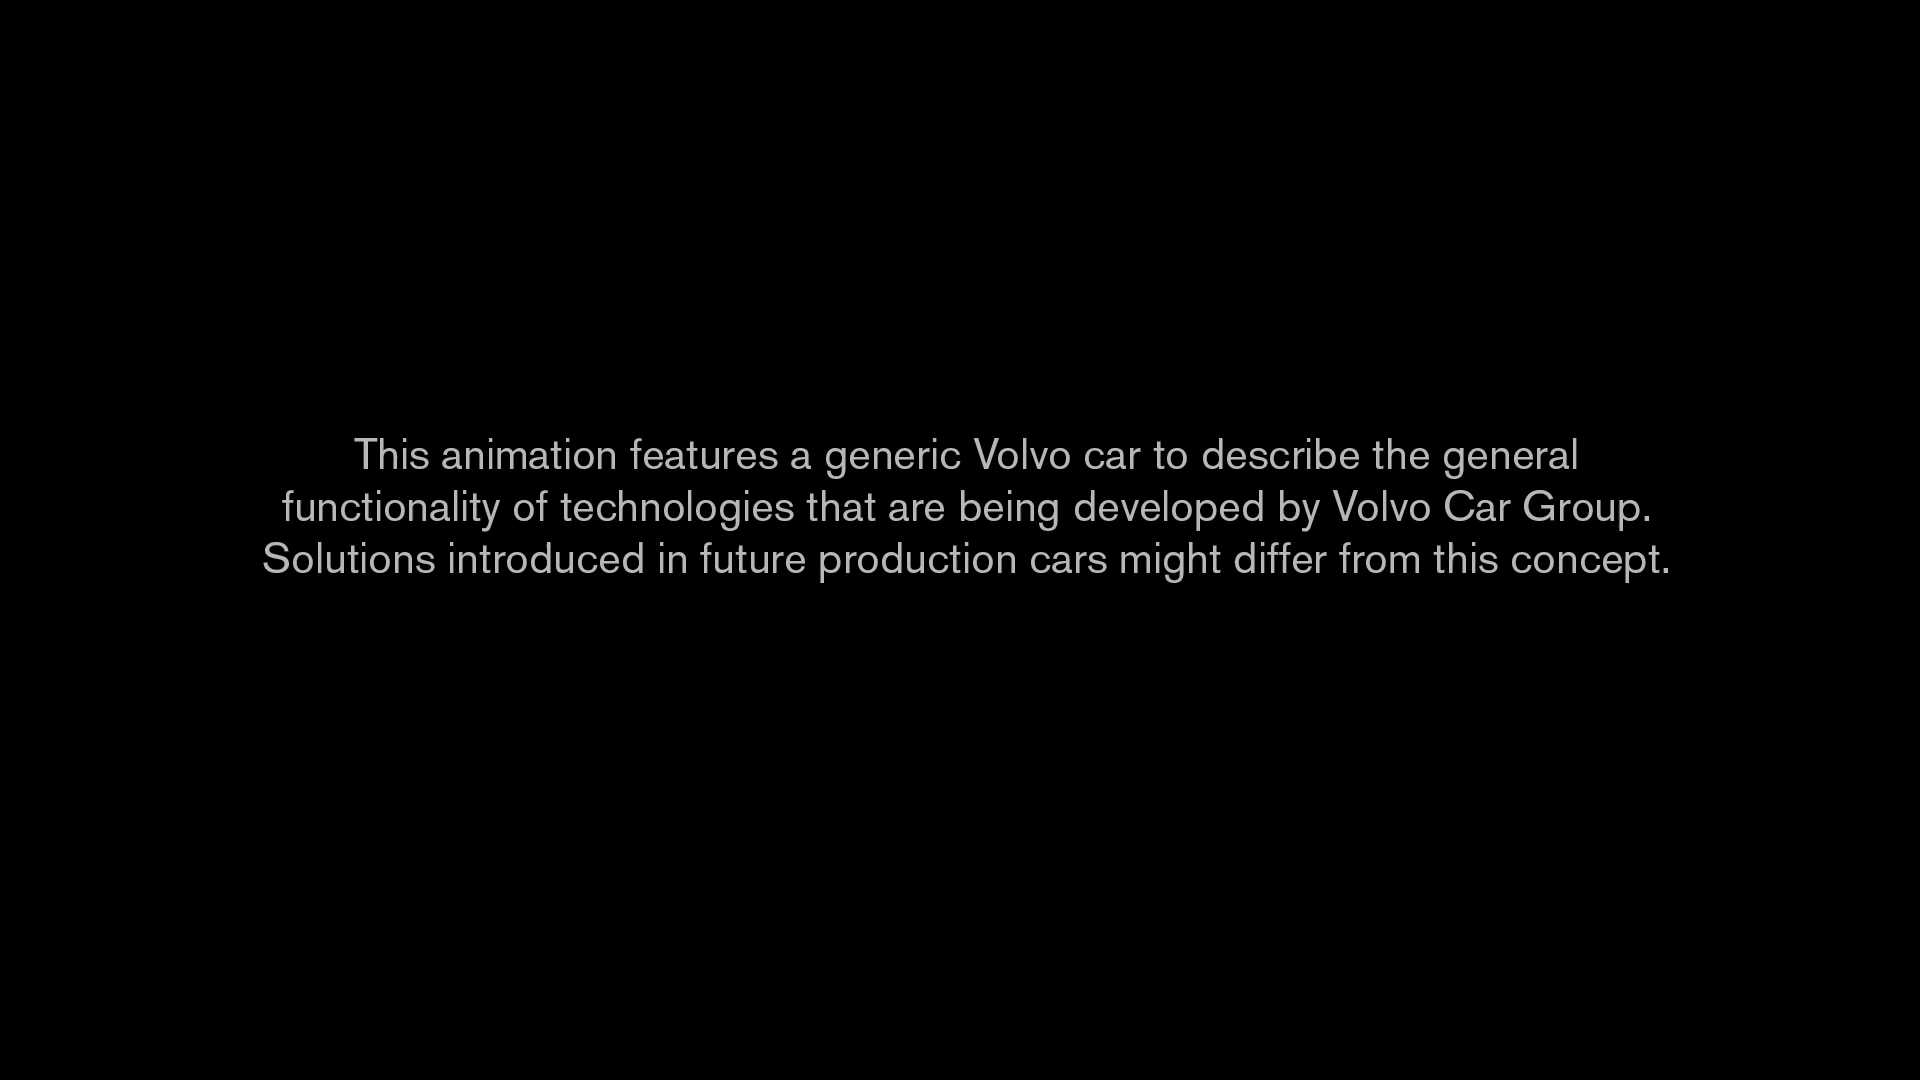 This animation features a generic Volvo car to describe the general
functionality of technologies that are being developed by Volvo Car Group.
Solutions introduced in future production cars might differ from this concept.